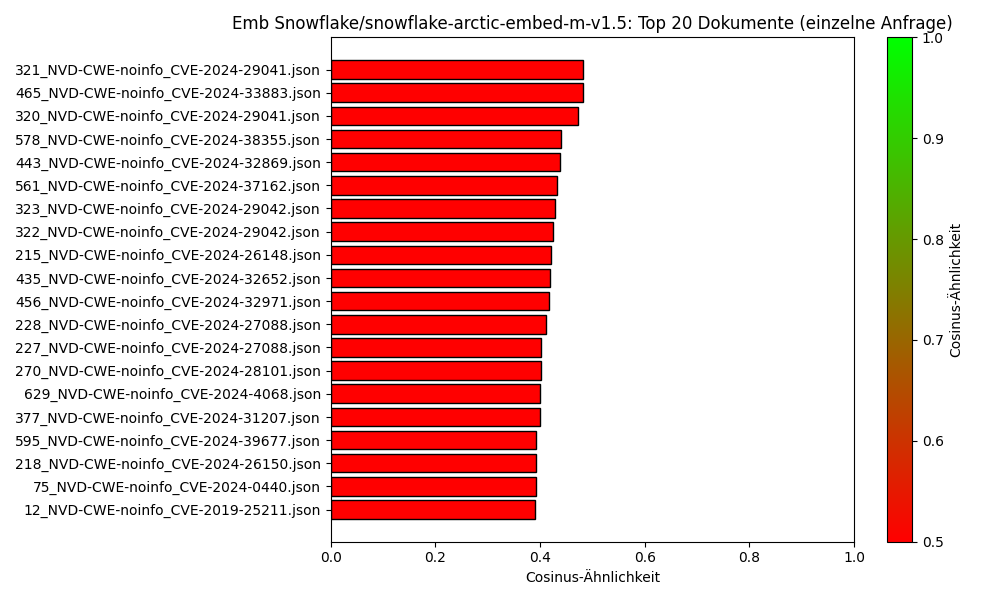 Emb Snowflake/snowflake-arctic-embed-m-v1.5: Top 20 Dokumente (einzelne Anfrage)
321_NVD-CWE-noinfo_CVE-2024-29041.json
465_NVD-CWE-noinfo_CVE-2024-33883.json
320_NVD-CWE-noinfo_CVE-2024-29041.json
578_NVD-CWE-noinfo_CVE-2024-38355.json
443_NVD-CWE-noinfo_CVE-2024-32869.json
561_NVD-CWE-noinfo_CVE-2024-37162.json
323_NVD-CWE-noinfo_CVE-2024-29042.json
322_NVD-CWE-noinfo_CVE-2024-29042.json
215_NVD-CWE-noinfo_CVE-2024-26148.json
435_NVD-CWE-noinfo_CVE-2024-32652.json
456_NVD-CWE-noinfo_CVE-2024-32971.json
228_NVD-CWE-noinfo_CVE-2024-27088.json
227_NVD-CWE-noinfo_CVE-2024-27088.json
270_NVD-CWE-noinfo_CVE-2024-28101.json
629_NVD-CWE-noinfo_CVE-2024-4068.json
377_NVD-CWE-noinfo_CVE-2024-31207.json
595_NVD-CWE-noinfo_CVE-2024-39677.json
218_NVD-CWE-noinfo_CVE-2024-26150.json
75_NVD-CWE-noinfo_CVE-2024-0440.json
12_NVD-CWE-noinfo_CVE-2019-25211.json
0.0 0.2 0.4 0.6 0.8 1.0
Cosinus-Ähnlichkeit
1.0
0.9
0.8
0.7
0.6
0.5
Cosinus-Ähnlichkeit